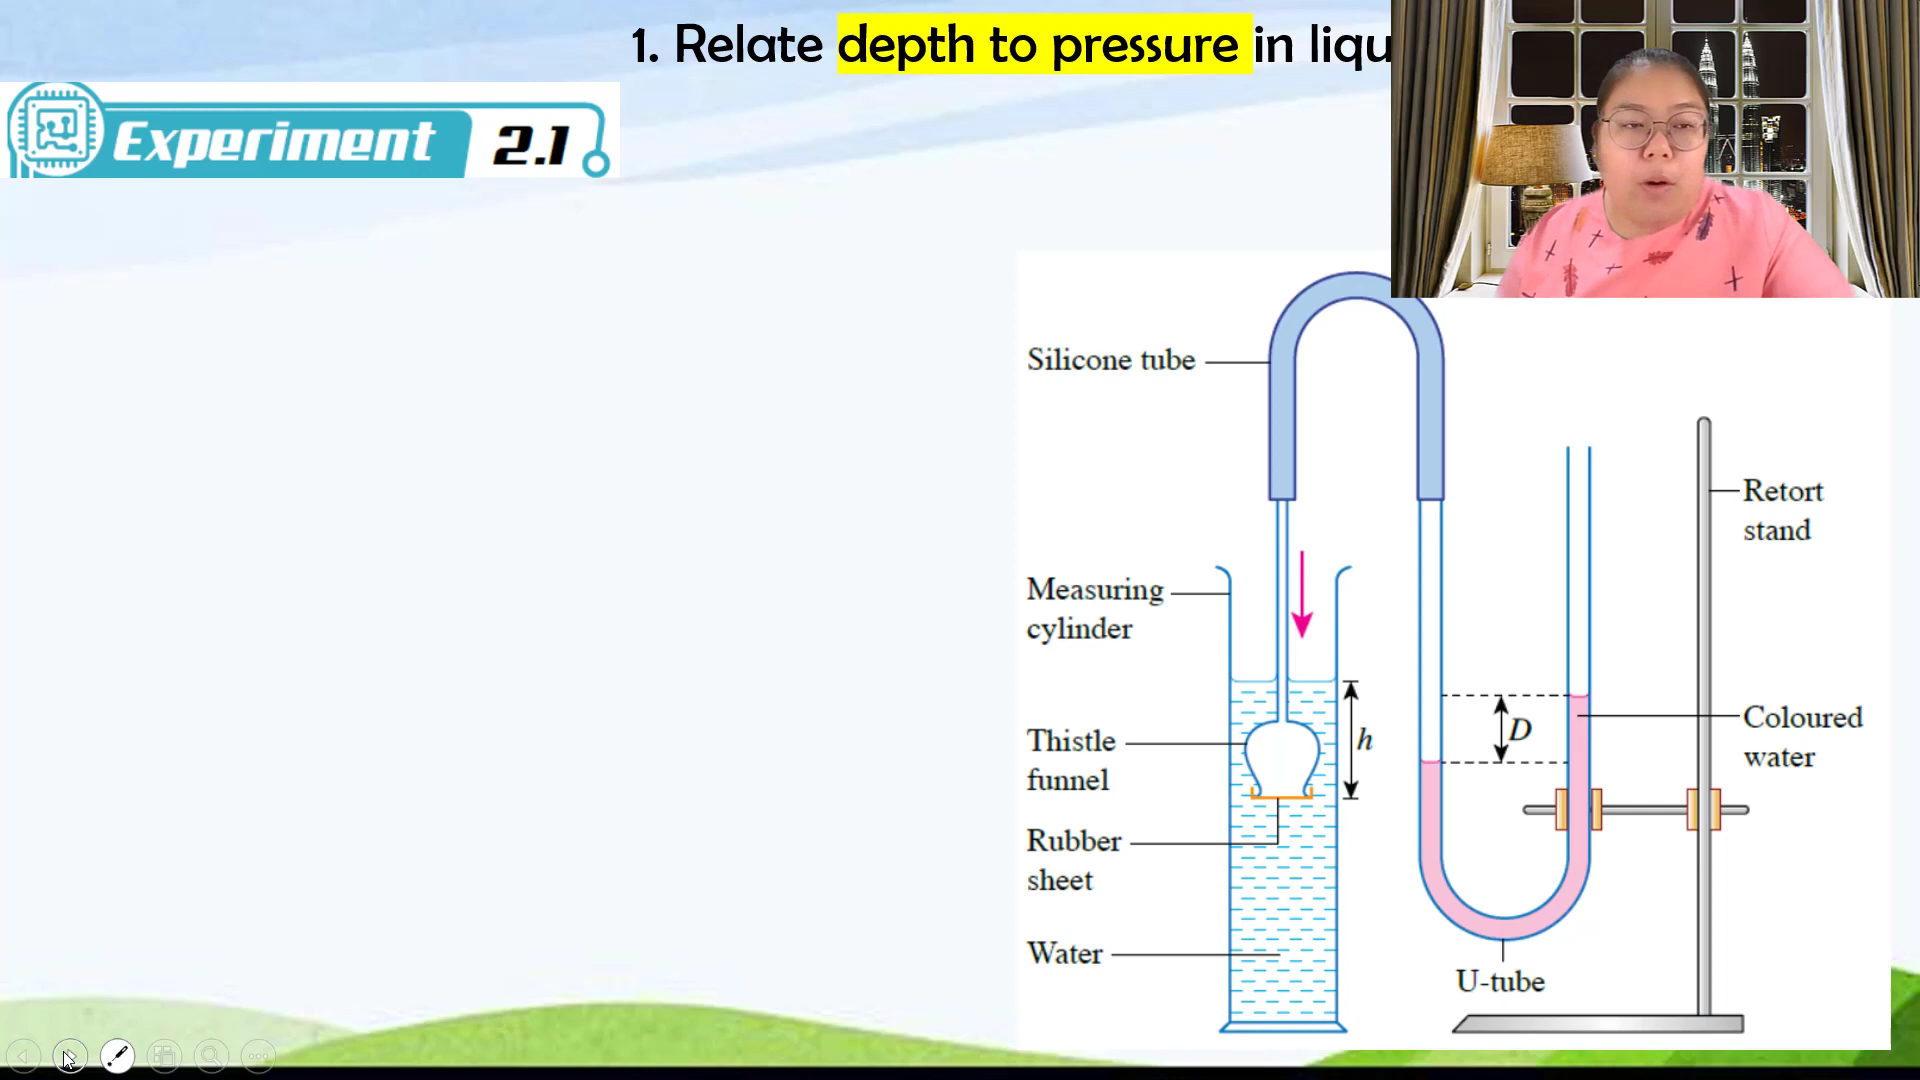 1. Relate depth to pressure in liqu
Experiment 2.1
Silicone tube
Retort
stand
Measuring
cylinder
h
D
Coloured
water
Thistle
funnel
Rubber
sheet
Water
U-tube